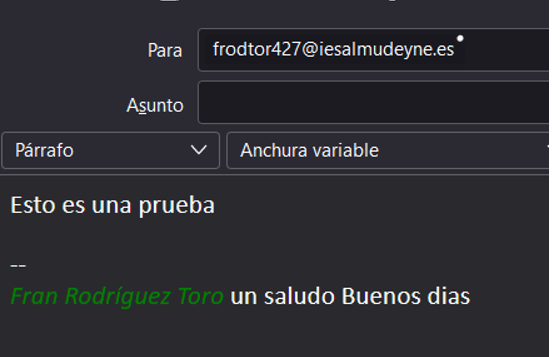 Para frodtor427@iesalmudeyne.es
Asunto
Párrafo Anchura variable
Esto es una prueba
--
Fran Rodríguez Toro un saludo Buenos dias